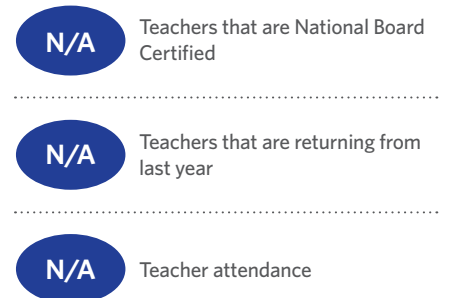 N/A
Teachers that are National Board
Certified
N/A
Teachers that are returning from
last year
N/A
Teacher attendance